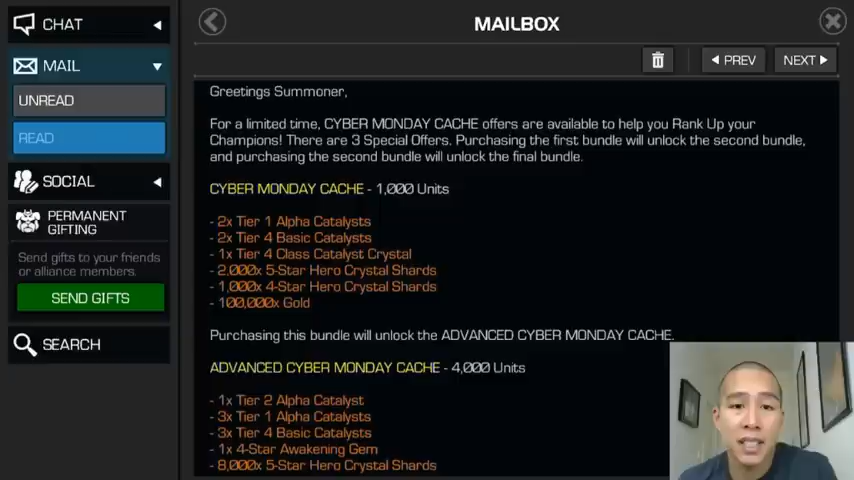 CHAT
MAILBOX
MAIL
PREV
NEXT
UNREAD
READ
SOCIAL
PERMANENT
GIFTING
Send gifts to your friends
or alliance members.
SEND GIFTS
SEARCH
Greetings Summoner,
For a limited time, CYBER MONDAY CACHE offers are available to help you Rank Up your
Champions! There are 3 Special Offers. Purchasing the first bundle will unlock the second bundle,
and purchasing the second bundle will unlock the final bundle.
CYBER MONDAY CACHE - 1,000 Units
- 2x Tier 1 Alpha Catalysts
- 2x Tier 4 Basic Catalysts
- 1x Tier 4 Class Catalyst Crystal
- 2,000x 5-Star Hero Crystal Shards
- 1,000x 4-Star Hero Crystal Shards
- 100,000x Gold
Purchasing this bundle will unlock the ADVANCED CYBER MONDAY CACHE.
ADVANCED CYBER MONDAY CACHE - 4,000 Units
- 1x Tier 2 Alpha Catalyst
- 3x Tier 1 Alpha Catalysts
- 3x Tier 4 Basic Catalysts
- 1x 4-Star Awakening Gem
- 8,000x 5-Star Hero Crystal Shards